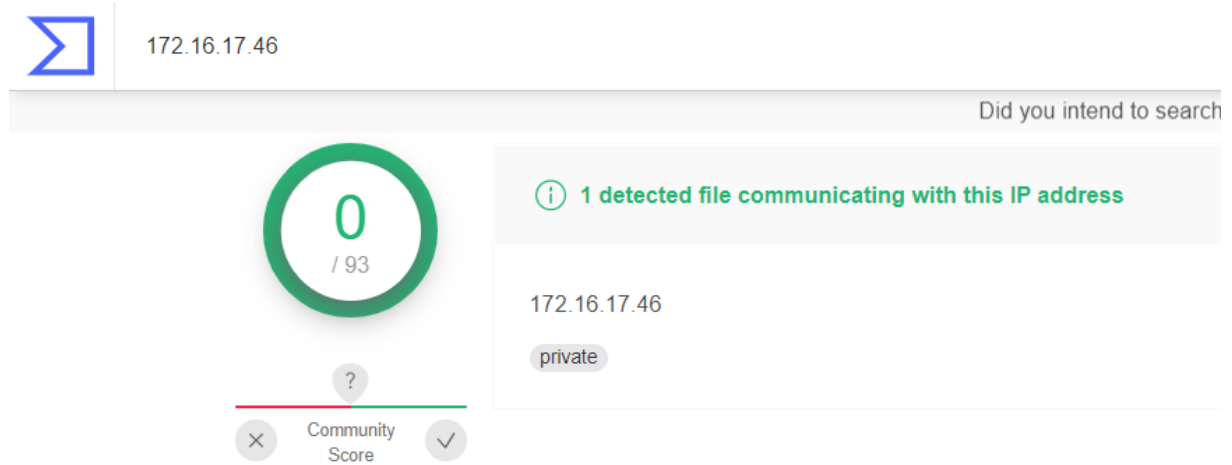 172.16.17.46
Did you intend to search
1 detected file communicating with this IP address
0
/ 93
172.16.17.46
private
?
Community
Score